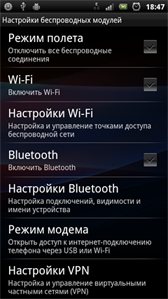 18:47
Настройки беспроводных модулей
Режим полета
Отключить все беспроводные
соединения
Wi-Fi
Включить Wi-Fi
Настройки Wi-Fi
Настройка и управление точками доступа
беспроводной сети
Bluetooth
Включить Bluetooth
Настройки Bluetooth
Настройка подключений, видимости и
имени устройства
Режим модема
Открыть доступ к интернет-подключению
телефона через USB или Wi-Fi
Настройки VPN
Настройка и управление виртуальными
частными сетями (VPN)